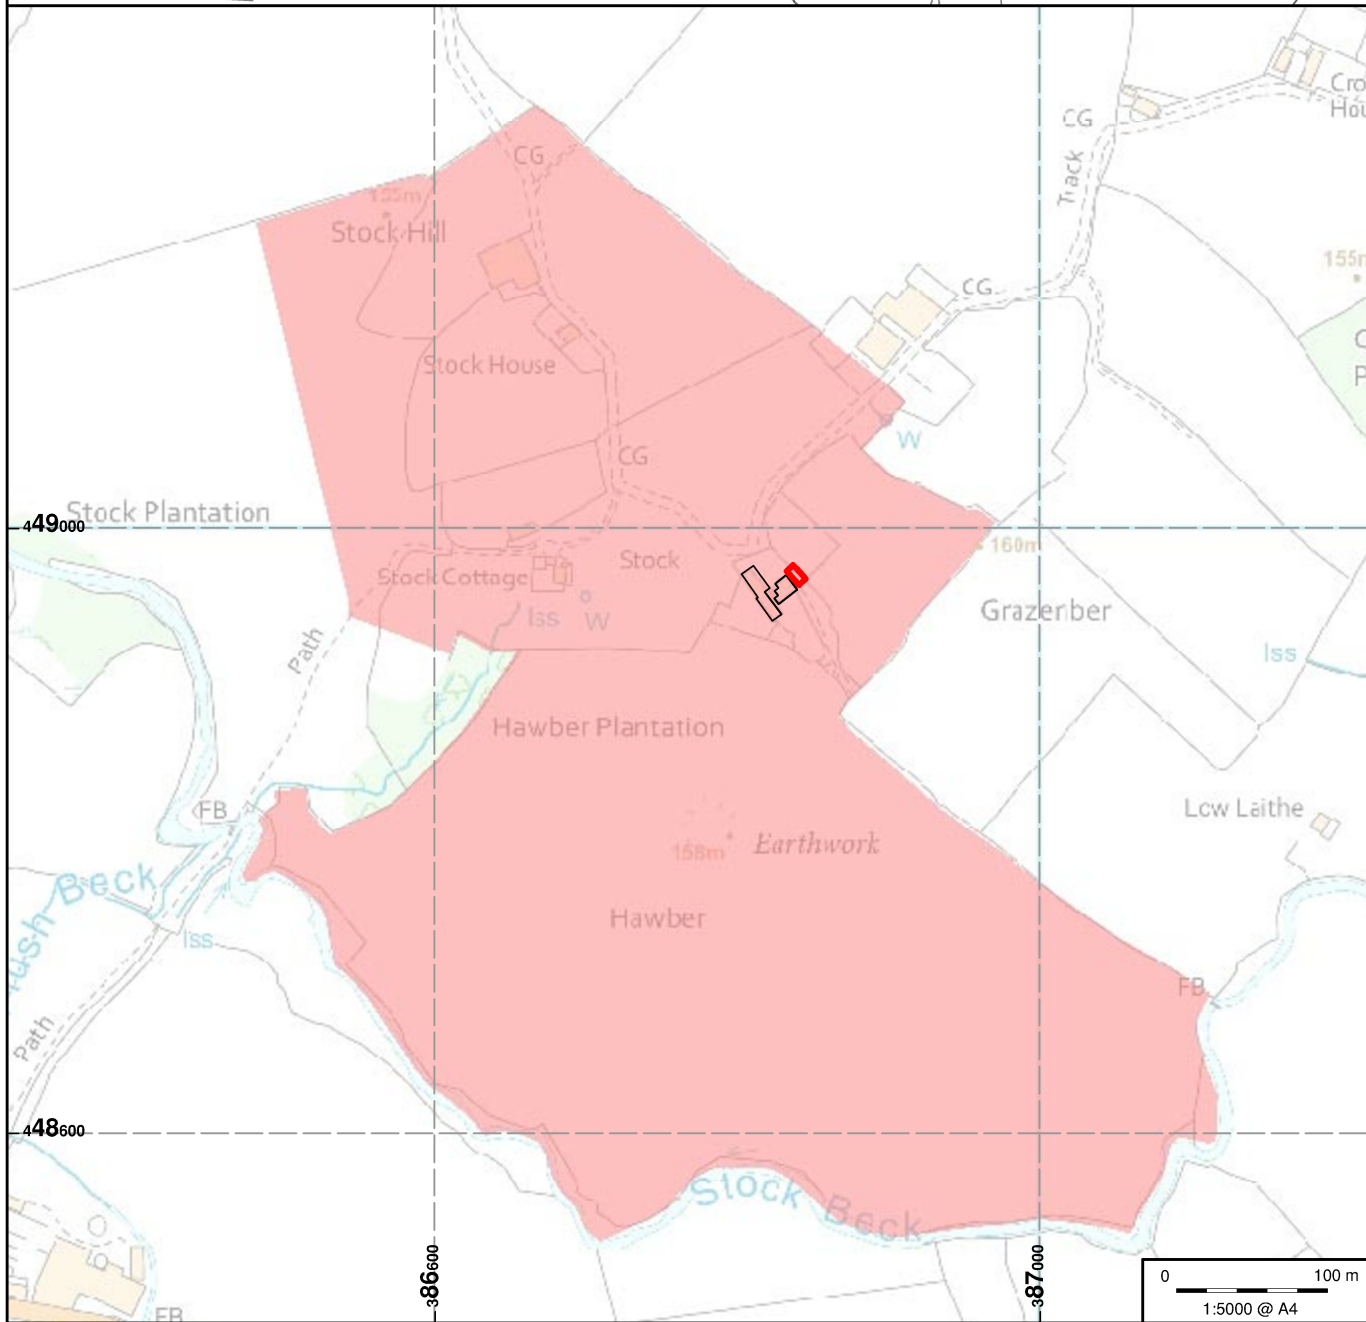 CG
Track
CG
155m
Stock Hill
CG
Stock House
W
CG
Stock Plantation
449000
Stock
160m
Stock Cottage
Iss
W
Grazenber
Path
Iss
Hawber Plantation
FB
Low Laithe
158m
Earthwork
Beck
Hawber
Iss
FB
Path
448600
Stock Beck
386600
387000
FB
0 100 m
1:5000 @ A4